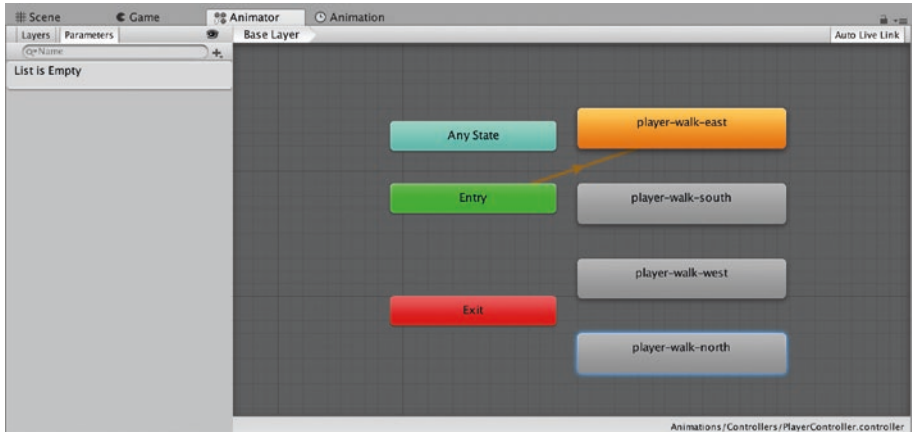 Scene Game Animator Animation
Layers Parameters Base Layer Auto Live Link
Name
List is Empty
player-walk-east
Any State
Entry player-walk-south
player-walk-west
Exit
player-walk-north
Animations/Controllers/PlayerController.controller